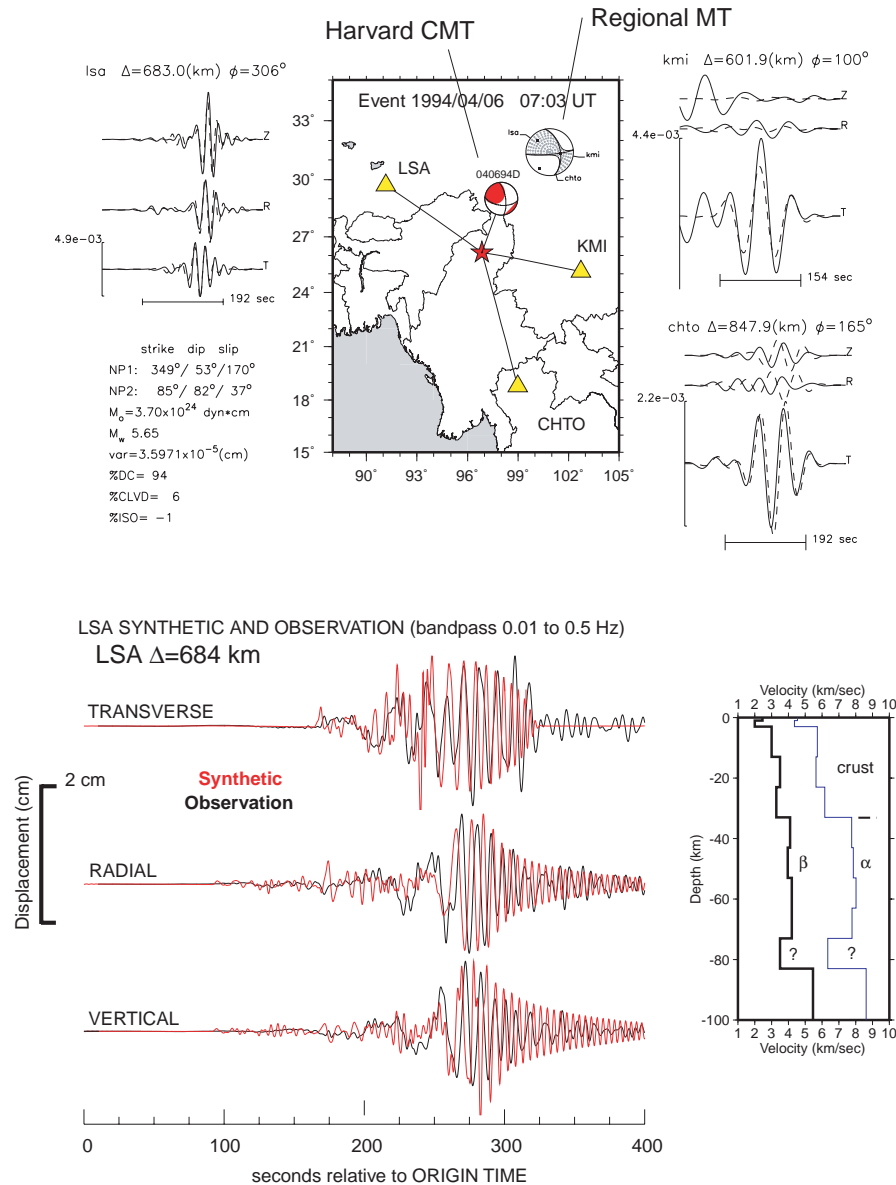 Harvard CMT
Regional MT
lsa Δ=683.0(km) φ=306°
Z
R
4.9e−03
T
192 sec
strike dip slip
NP1: 349°/ 53°/170°
NP2: 85°/ 82°/ 37°
Mo=3.70x10^24 dyn*cm
Mw 5.65
var=3.5971x10^-5(cm)
%DC= 94
%CLVD= 6
%ISO= −1
Event 1994/04/06 07:03 UT
lsa
kmi
chto
040694D
LSA
KMI
CHTO
33°
30°
27°
24°
21°
18°
15°
90° 93° 96° 99° 102° 105°
kmi Δ=601.9(km) φ=100°
Z
R
4.4e−03
T
154 sec
chto Δ=847.9(km) φ=165°
Z
R
2.2e−03
T
192 sec
LSA SYNTHETIC AND OBSERVATION (bandpass 0.01 to 0.5 Hz)
LSA Δ=684 km
TRANSVERSE
2 cm
Displacement (cm)
Synthetic
Observation
RADIAL
VERTICAL
0 100 200 300 400
seconds relative to ORIGIN TIME
Velocity (km/sec)
1 2 3 4 5 6 7 8 9 10
0
-20
-40
-60
-80
-100
Depth (km)
crust
β
α
?
?
1 2 3 4 5 6 7 8 9 10
Velocity (km/sec)